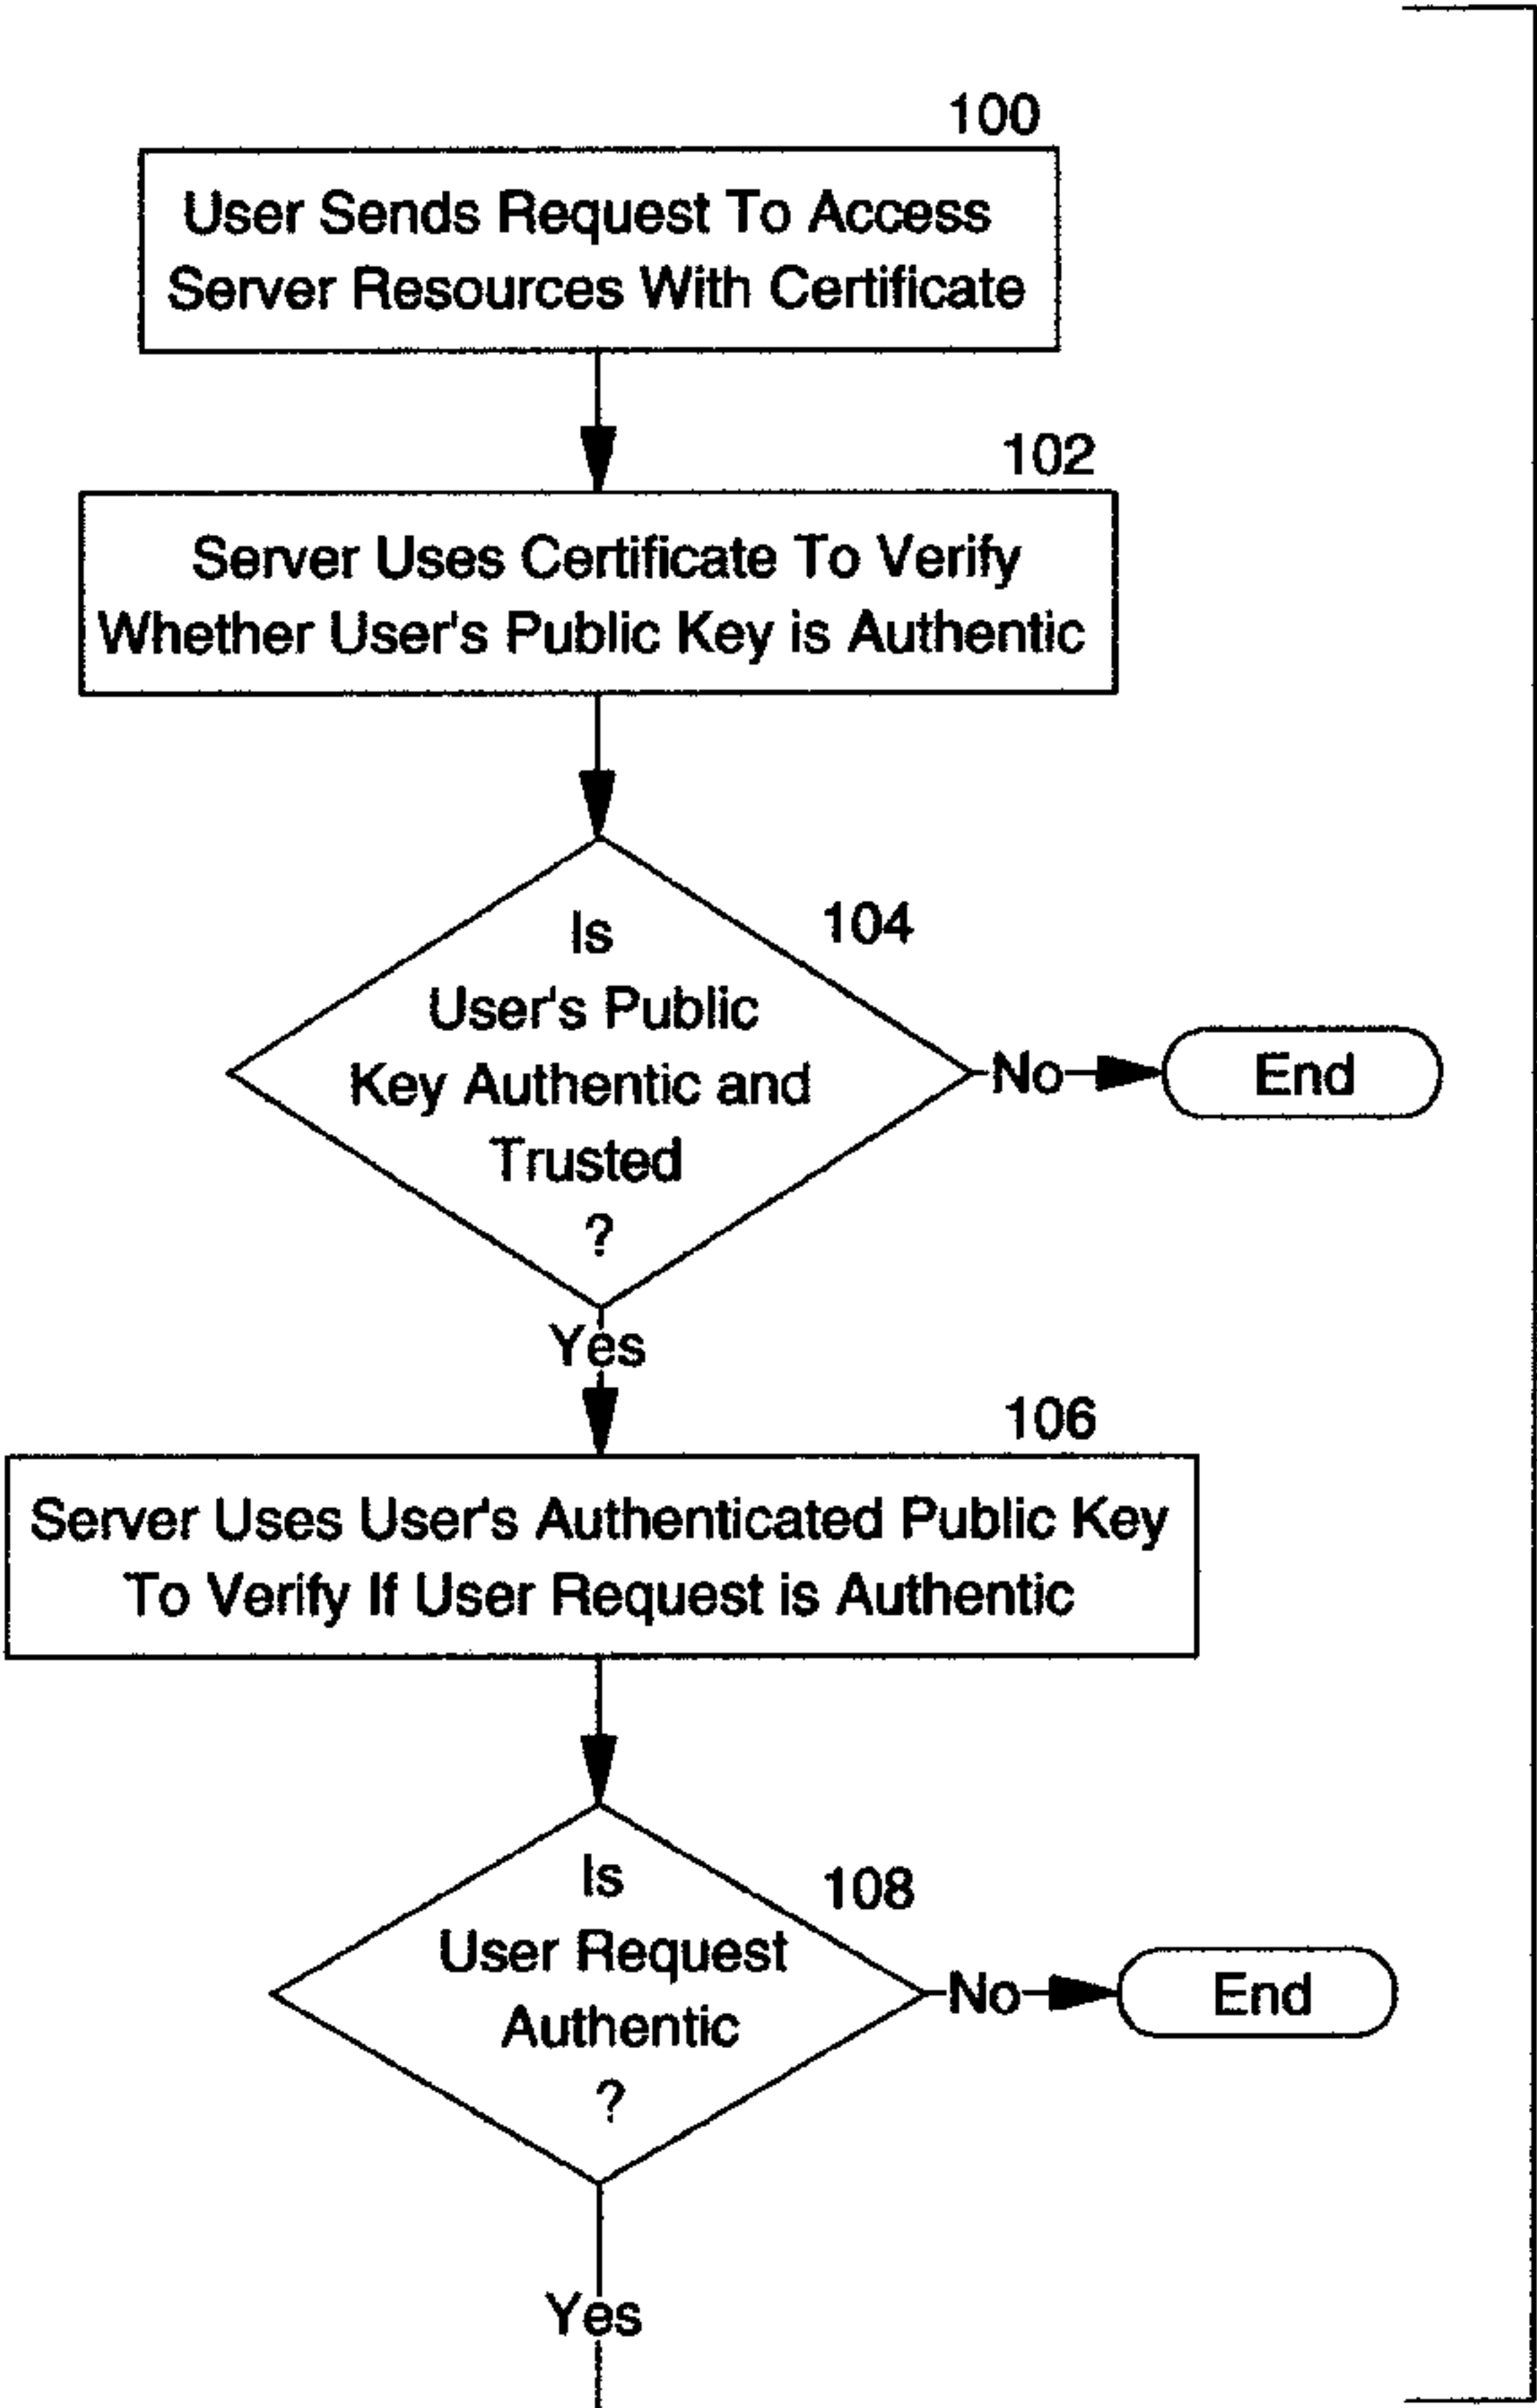 100
User Sends Request To Access
Server Resources With Certificate
102
Server Uses Certificate To Verify
Whether User's Public Key is Authentic
104
Is
User's Public
Key Authentic and
Trusted
?
No
End
Yes
106
Server Uses User's Authenticated Public Key
To Verify If User Request is Authentic
108
Is
User Request
Authentic
?
No
End
Yes